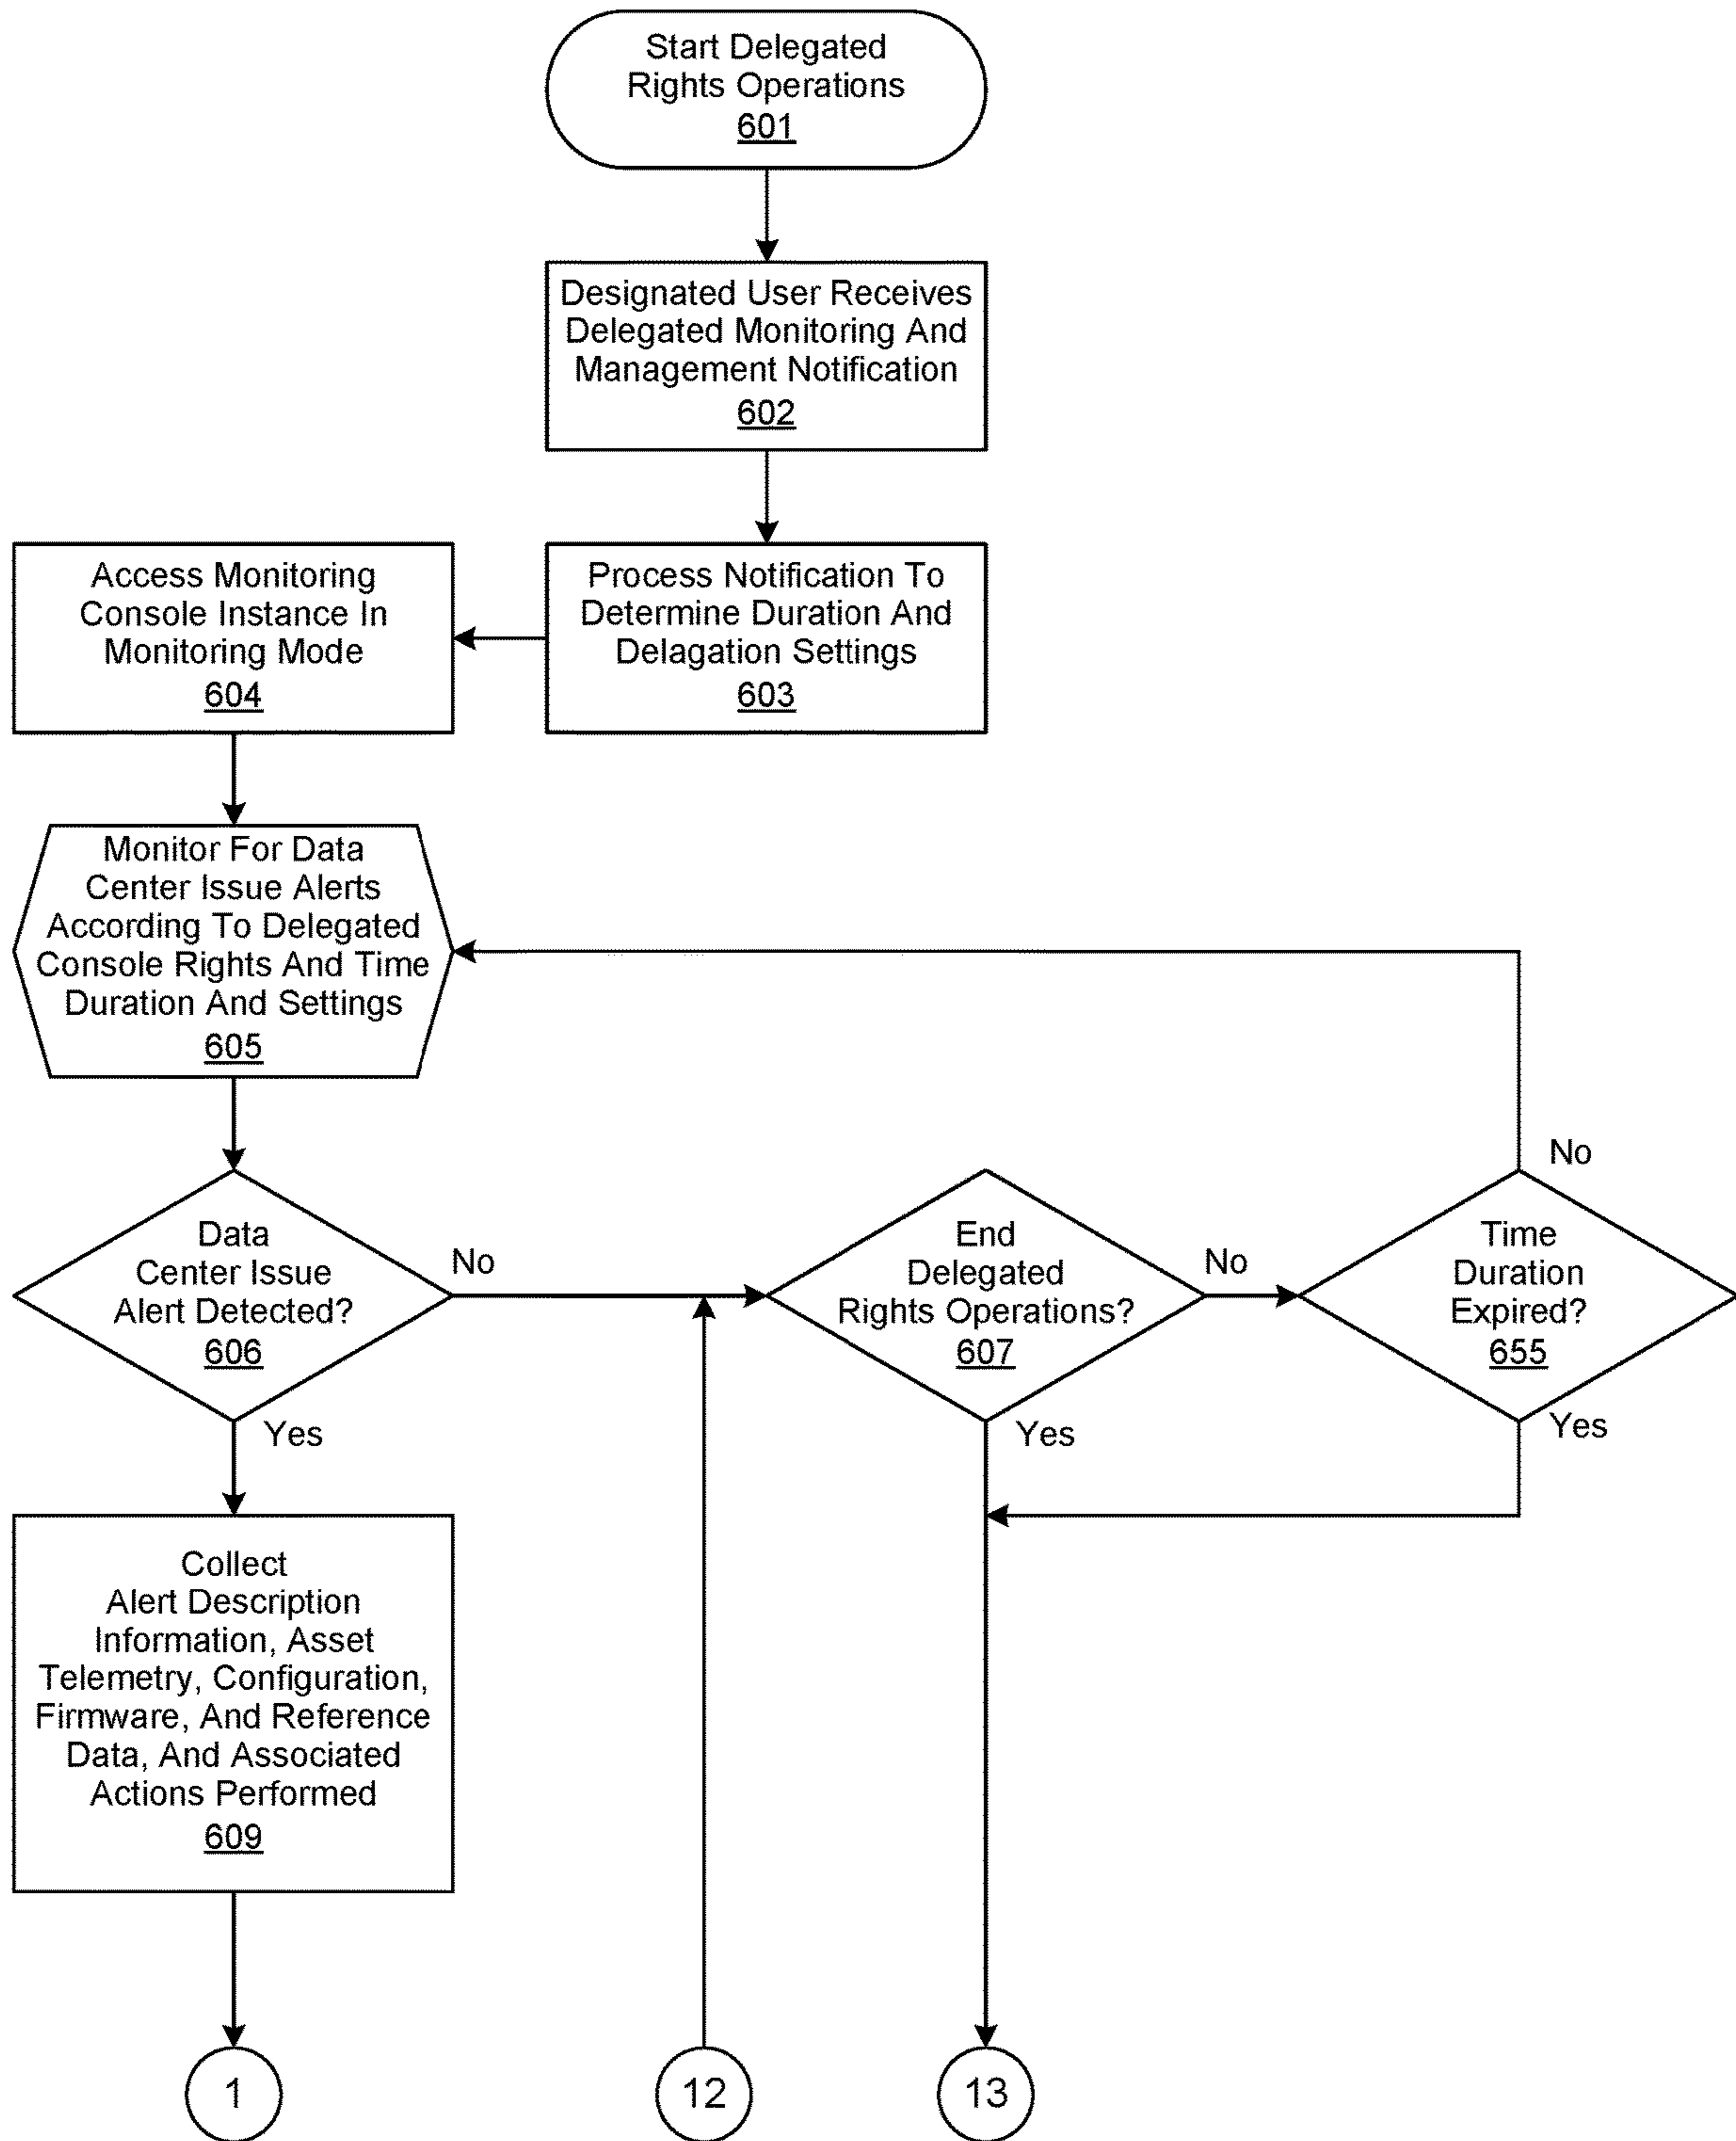 Start Delegated
Rights Operations
601
Designated User Receives
Delegated Monitoring And
Management Notification
602
Process Notification To
Determine Duration And
Delagation Settings
603
Access Monitoring
Console Instance In
Monitoring Mode
604
Monitor For Data
Center Issue Alerts
According To Delegated
Console Rights And Time
Duration And Settings
605
Data
Center Issue
Alert Detected?
606
No
Yes
End
Delegated
Rights Operations?
607
No
Yes
Time
Duration
Expired?
655
No
Yes
Collect
Alert Description
Information, Asset
Telemetry, Configuration,
Firmware, And Reference
Data, And Associated
Actions Performed
609
1
12
13